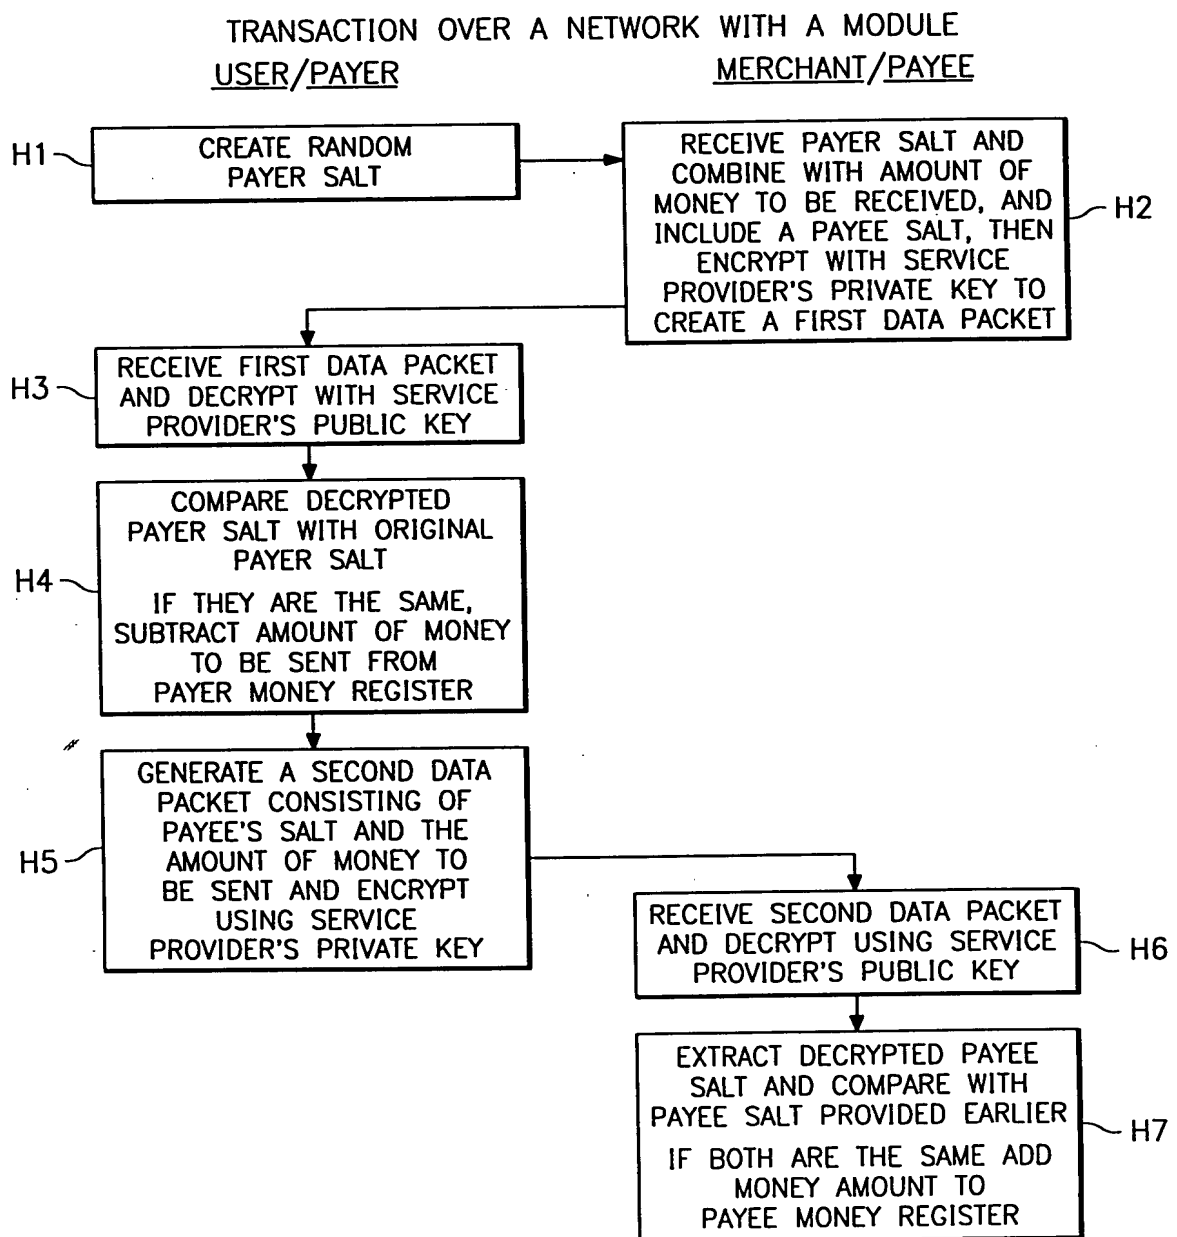 TRANSACTION OVER A NETWORK WITH A MODULE
USER/PAYER
MERCHANT/PAYEE
H1
CREATE RANDOM
PAYER SALT
RECEIVE PAYER SALT AND
COMBINE WITH AMOUNT OF
MONEY TO BE RECEIVED, AND
INCLUDE A PAYEE SALT, THEN
ENCRYPT WITH SERVICE
PROVIDER'S PRIVATE KEY TO
CREATE A FIRST DATA PACKET
H2
H3
RECEIVE FIRST DATA PACKET
AND DECRYPT WITH SERVICE
PROVIDER'S PUBLIC KEY
H4
COMPARE DECRYPTED
PAYER SALT WITH ORIGINAL
PAYER SALT
IF THEY ARE THE SAME,
SUBTRACT AMOUNT OF MONEY
TO BE SENT FROM
PAYER MONEY REGISTER
H5
GENERATE A SECOND DATA
PACKET CONSISTING OF
PAYEE'S SALT AND THE
AMOUNT OF MONEY TO
BE SENT AND ENCRYPT
USING SERVICE
PROVIDER'S PRIVATE KEY
RECEIVE SECOND DATA PACKET
AND DECRYPT USING SERVICE
PROVIDER'S PUBLIC KEY
H6
EXTRACT DECRYPTED PAYEE
SALT AND COMPARE WITH
PAYEE SALT PROVIDED EARLIER
IF BOTH ARE THE SAME ADD
MONEY AMOUNT TO
PAYEE MONEY REGISTER
H7